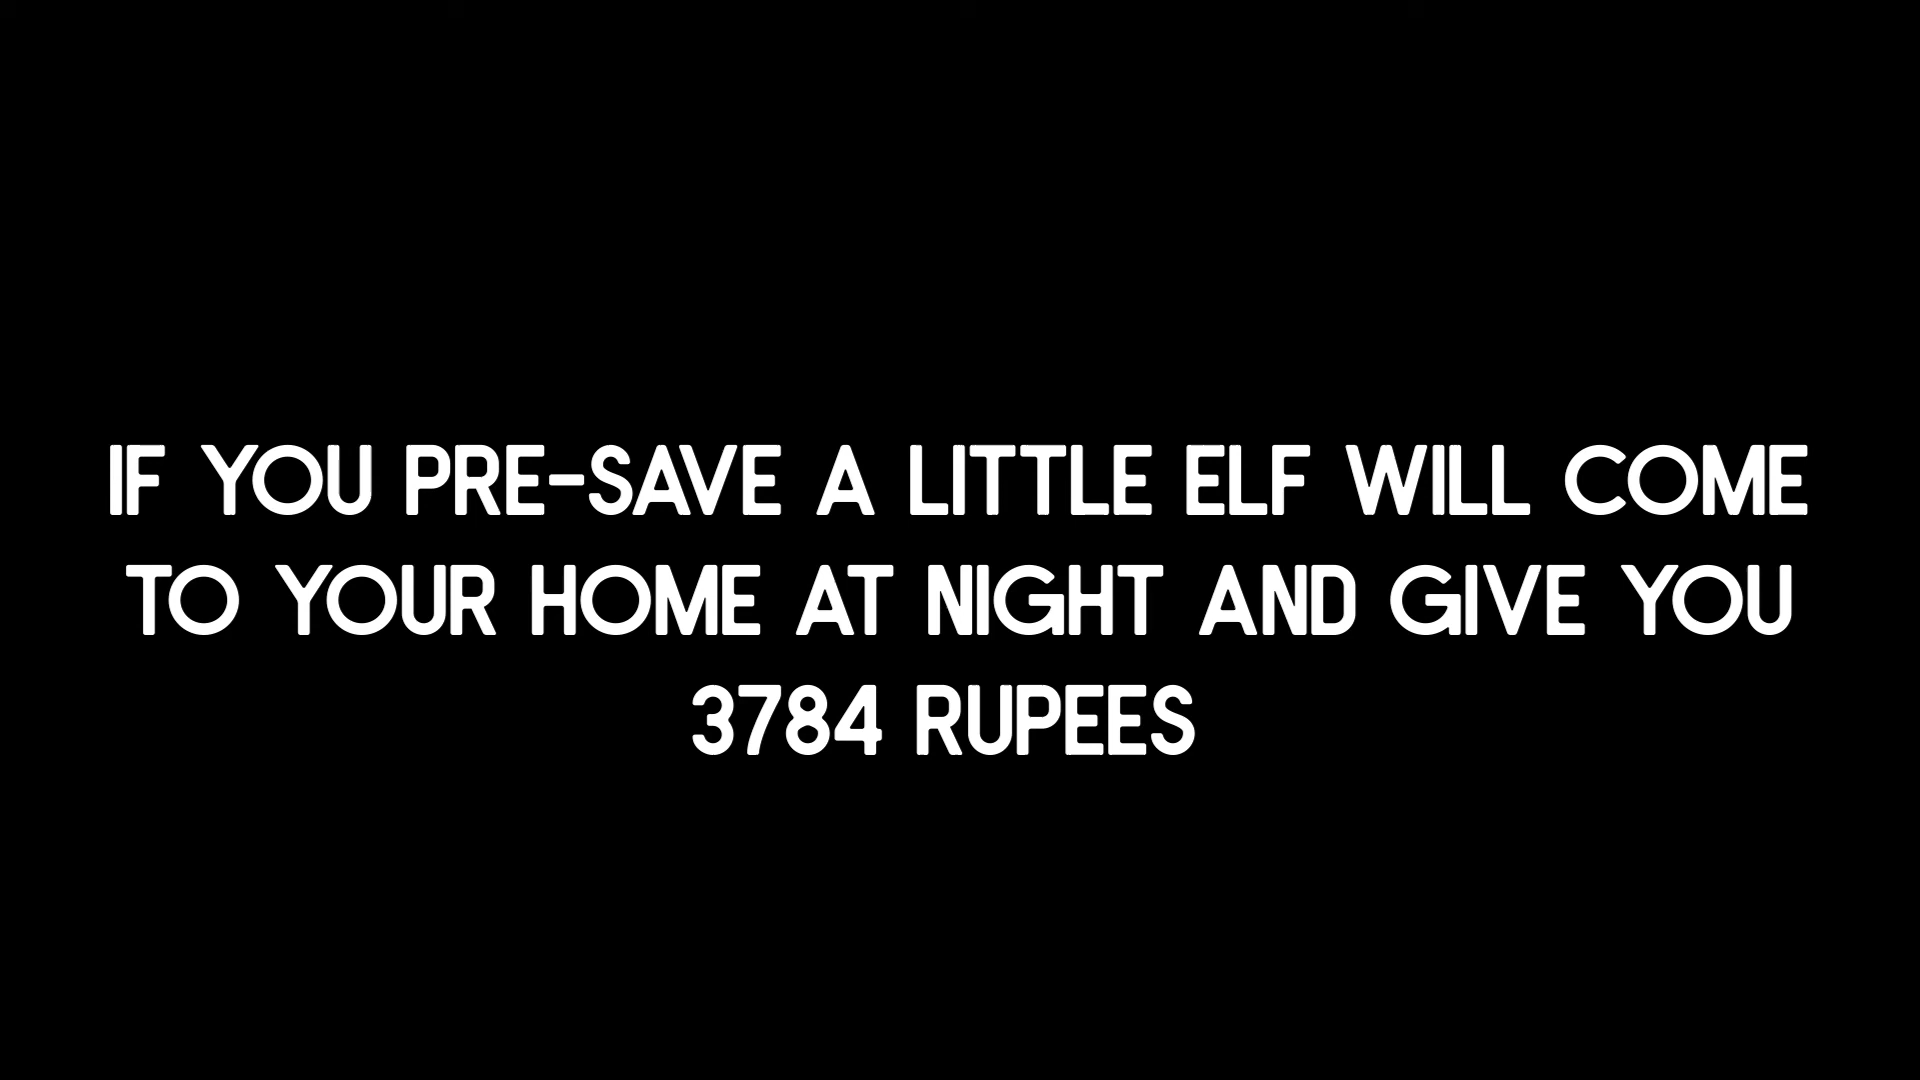 IF YOU PRE-SAVE A LITTLE ELF WILL COME
TO YOUR HOME AT NIGHT AND GIVE YOU
3784 RUPEES